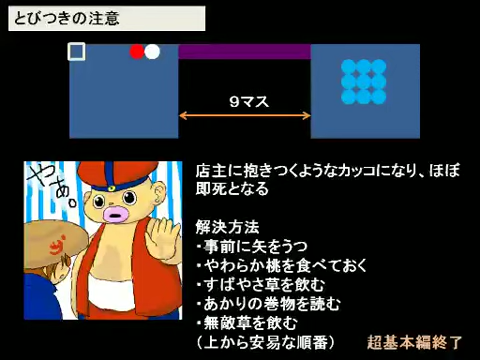 とびつきの注意
9マス
やぁ。
店主に抱きつくようなカッコになり、ほぼ
即死となる
解決方法
・事前に矢をうつ
・やわらか桃を食べておく
・すばやさ草を飲む
・あかりの巻物を読む
・無敵草を飲む
（上から安易な順番）
超基本編終了